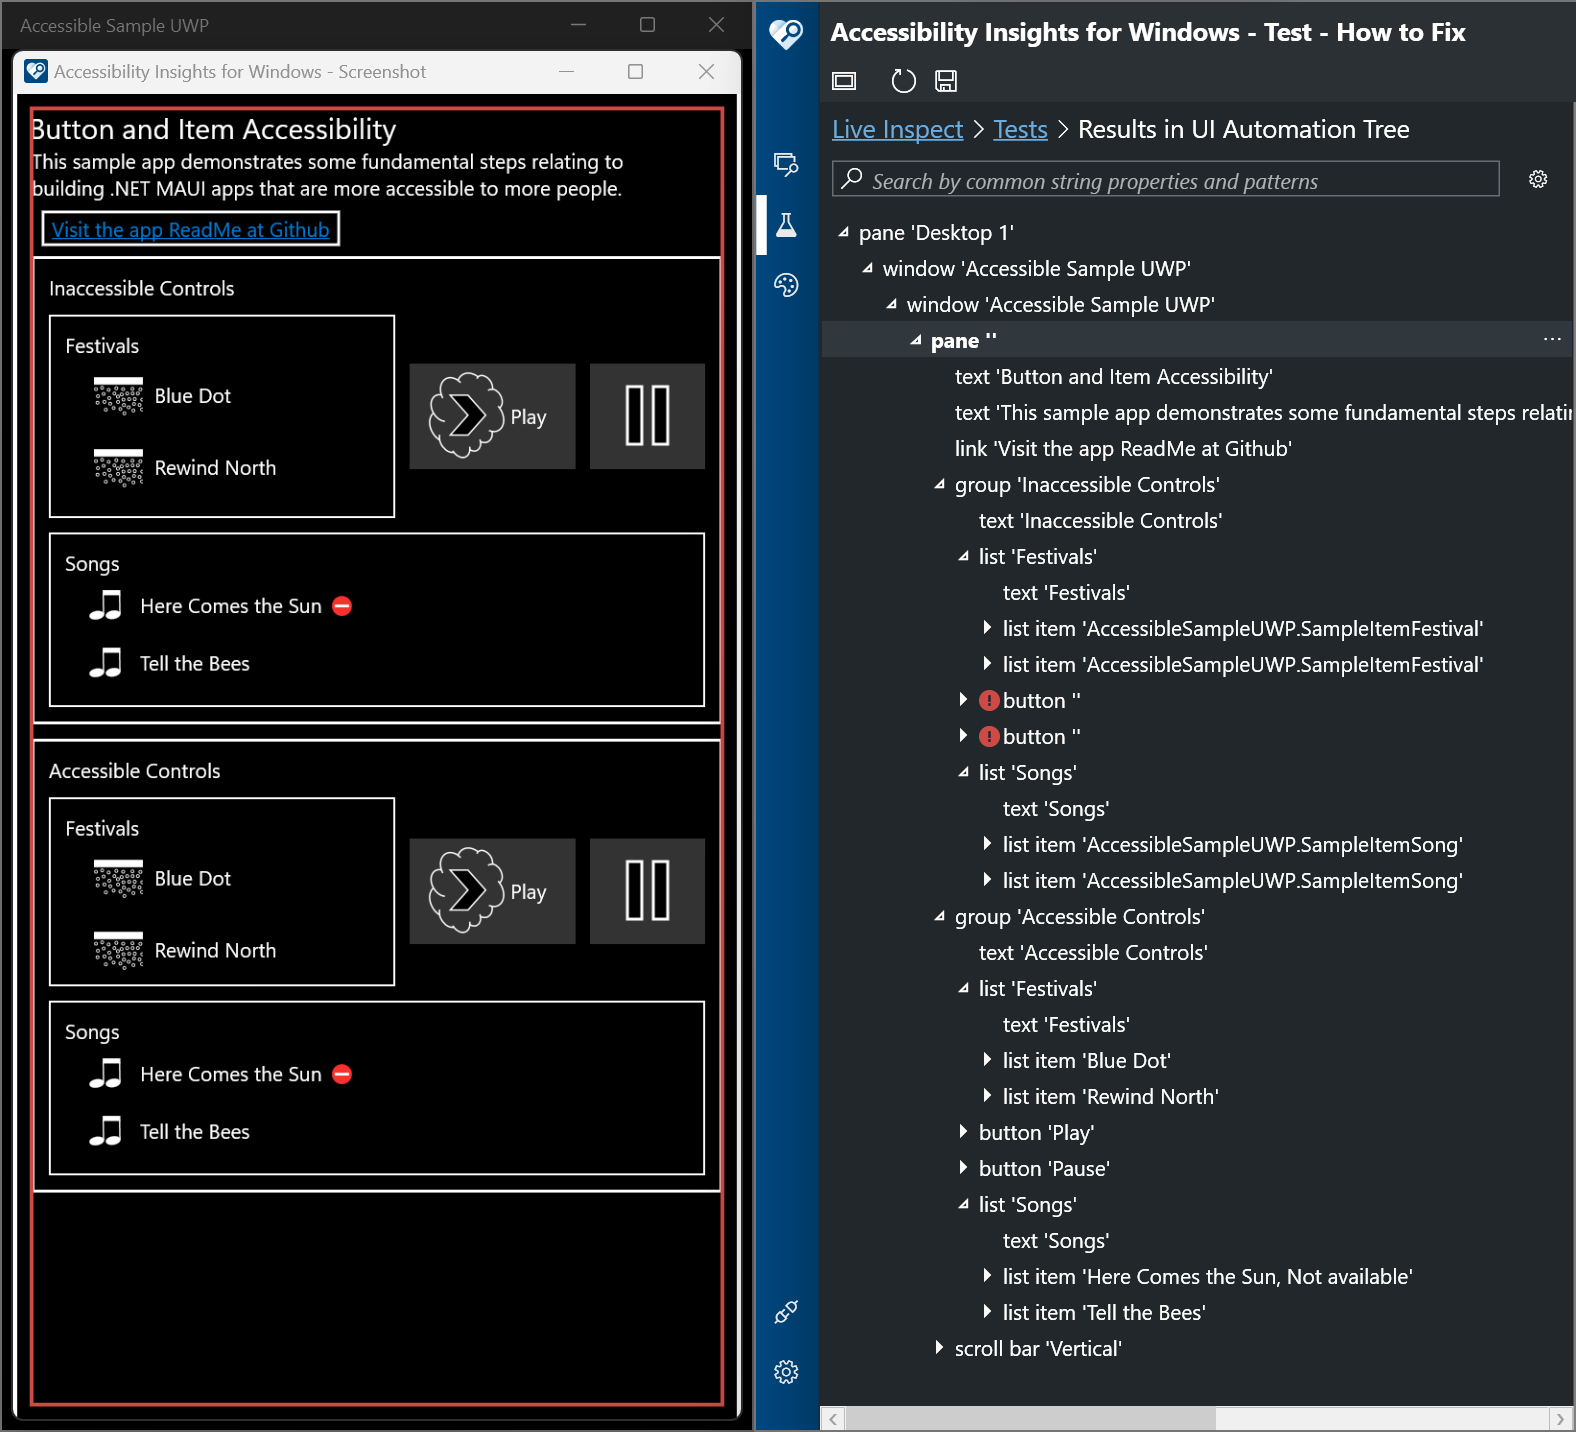 Accessible Sample UWP
Accessibility Insights for Windows - Screenshot
Button and Item Accessibility
This sample app demonstrates some fundamental steps relating to
building .NET MAUI apps that are more accessible to more people.
Visit the app ReadMe at Github
Inaccessible Controls
Festivals
Blue Dot
Rewind North
Play
Songs
Here Comes the Sun
Tell the Bees
Accessible Controls
Festivals
Blue Dot
Rewind North
Play
Songs
Here Comes the Sun
Tell the Bees
Accessibility Insights for Windows - Test - How to Fix
Live Inspect > Tests > Results in UI Automation Tree
Search by common string properties and patterns
pane 'Desktop 1'
window 'Accessible Sample UWP'
window 'Accessible Sample UWP'
pane ''
text 'Button and Item Accessibility'
text 'This sample app demonstrates some fundamental steps relatin
link 'Visit the app ReadMe at Github'
group 'Inaccessible Controls'
text 'Inaccessible Controls'
list 'Festivals'
text 'Festivals'
list item 'AccessibleSampleUWP.SampleItemFestival'
list item 'AccessibleSampleUWP.SampleItemFestival'
button ''
button ''
list 'Songs'
text 'Songs'
list item 'AccessibleSampleUWP.SampleItemSong'
list item 'AccessibleSampleUWP.SampleItemSong'
group 'Accessible Controls'
text 'Accessible Controls'
list 'Festivals'
text 'Festivals'
list item 'Blue Dot'
list item 'Rewind North'
button 'Play'
button 'Pause'
list 'Songs'
text 'Songs'
list item 'Here Comes the Sun, Not available'
list item 'Tell the Bees'
scroll bar 'Vertical'